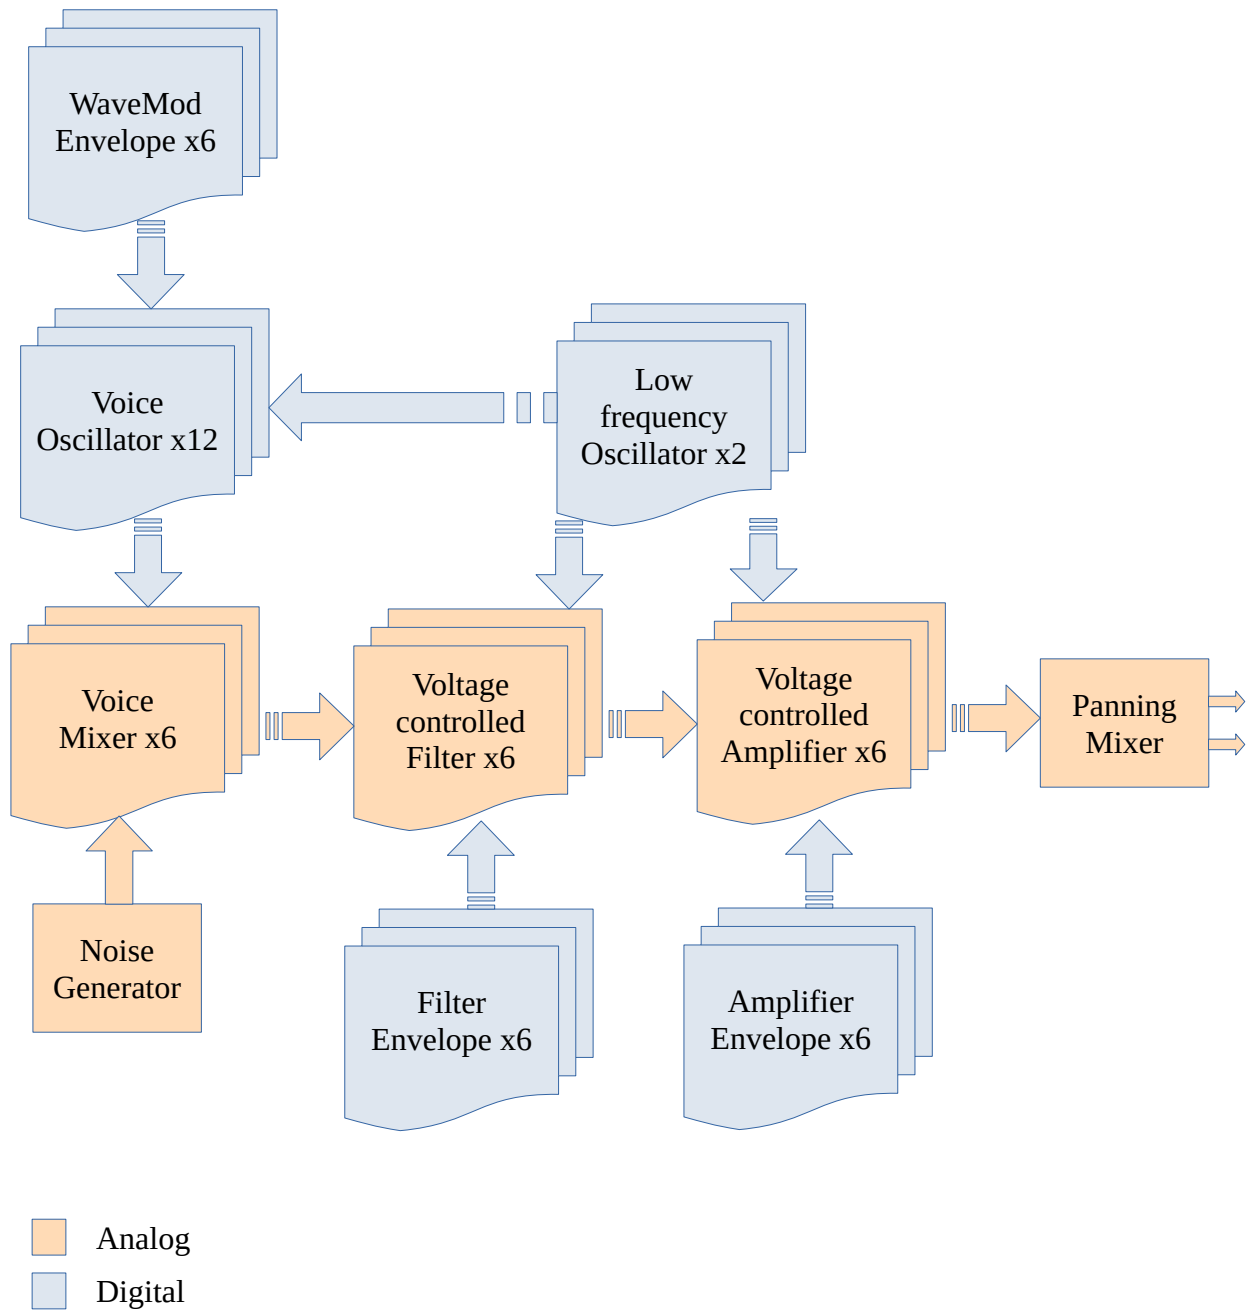 WaveMod
Envelope x6
Voice
Oscillator x12
Low
frequency
Oscillator x2
Voice
Mixer x6
Voltage
controlled
Filter x6
Voltage
controlled
Amplifier x6
Panning
Mixer
Noise
Generator
Filter
Envelope x6
Amplifier
Envelope x6
Analog
Digital